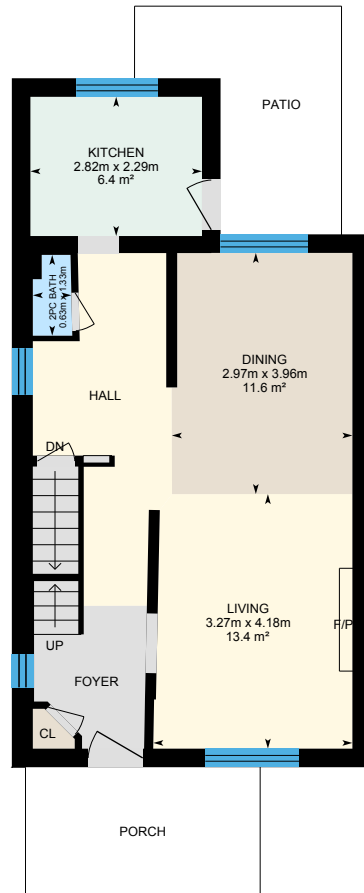 PATIO
KITCHEN
2.82m x 2.29m
6.4 m²
2PC BATH
0.63m x 1.33m
DINING
2.97m x 3.96m
11.6 m²
HALL
DN
LIVING
3.27m x 4.18m
13.4 m²
F/P
UP
FOYER
CL
PORCH